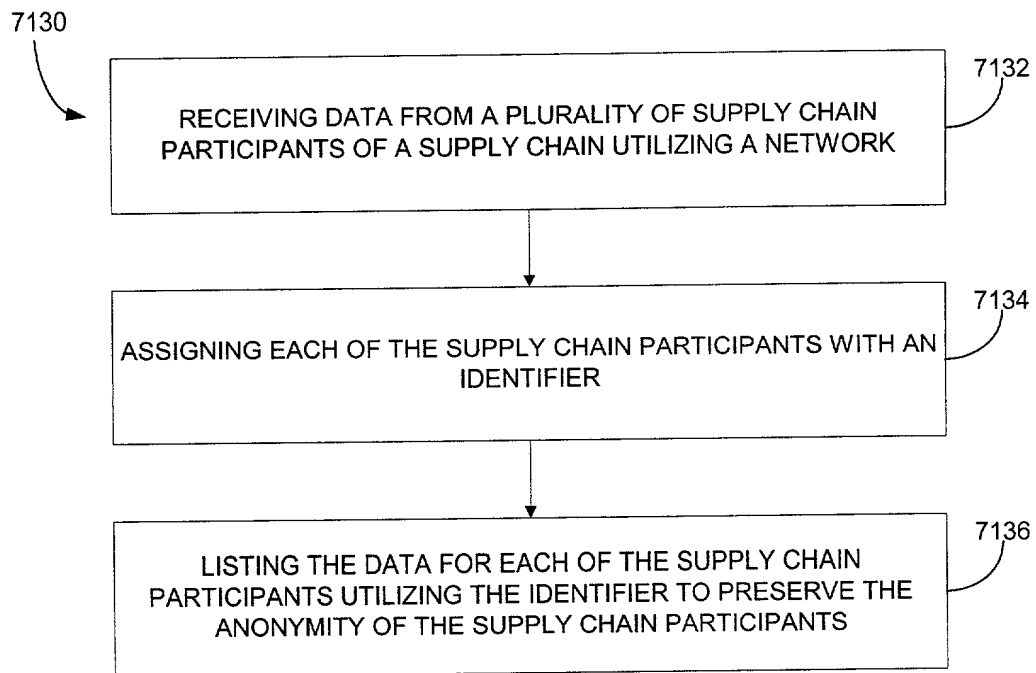 7130
7132
RECEIVING DATA FROM A PLURALITY OF SUPPLY CHAIN
PARTICIPANTS OF A SUPPLY CHAIN UTILIZING A NETWORK
7134
ASSIGNING EACH OF THE SUPPLY CHAIN PARTICIPANTS WITH AN
IDENTIFIER
7136
LISTING THE DATA FOR EACH OF THE SUPPLY CHAIN
PARTICIPANTS UTILIZING THE IDENTIFIER TO PRESERVE THE
ANONYMITY OF THE SUPPLY CHAIN PARTICIPANTS